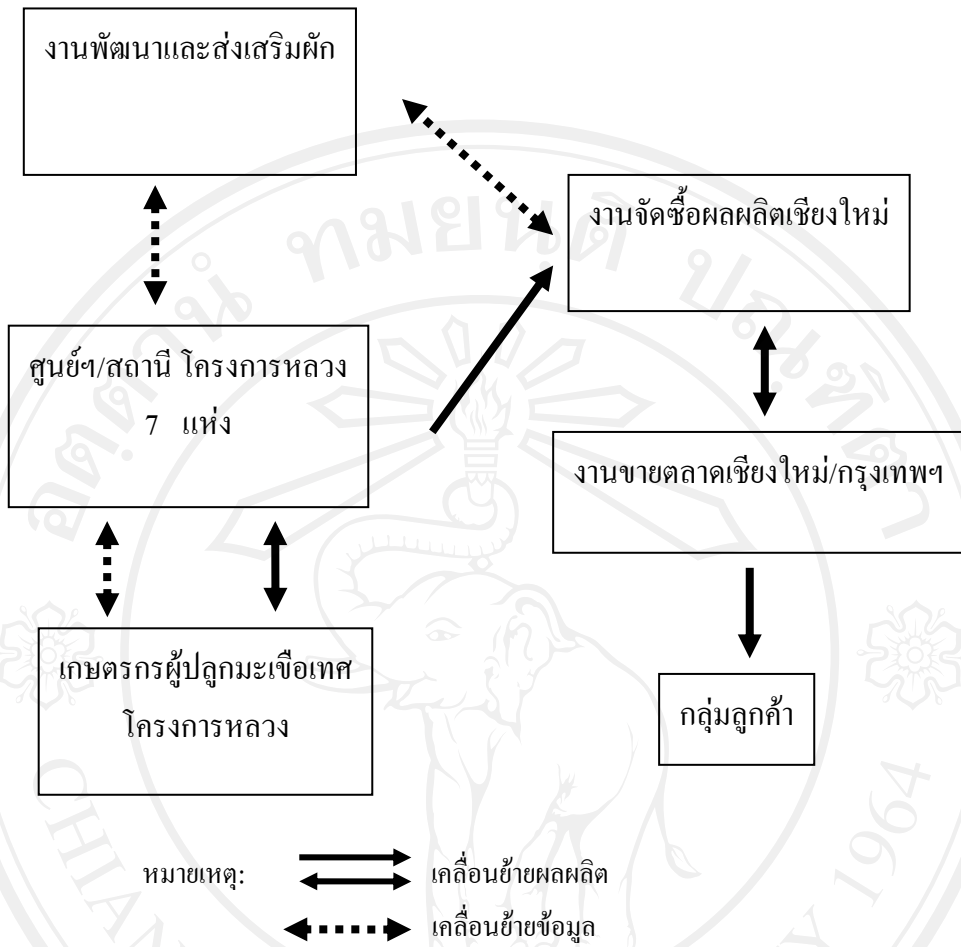 งานพัฒนาและส่งเสริมผัก
งานจัดซื้อผลผลิตเชียงใหม่
ศูนย์ฯ/สถานี โครงการหลวง
7 แห่ง
งานขายตลาดเชียงใหม่/กรุงเทพฯ
เกษตรกรผู้ปลูกมะเขือเทศ
โครงการหลวง
กลุ่มลูกค้า
หมายเหตุ:
เคลื่อนย้ายผลผลิต
เคลื่อนย้ายข้อมูล